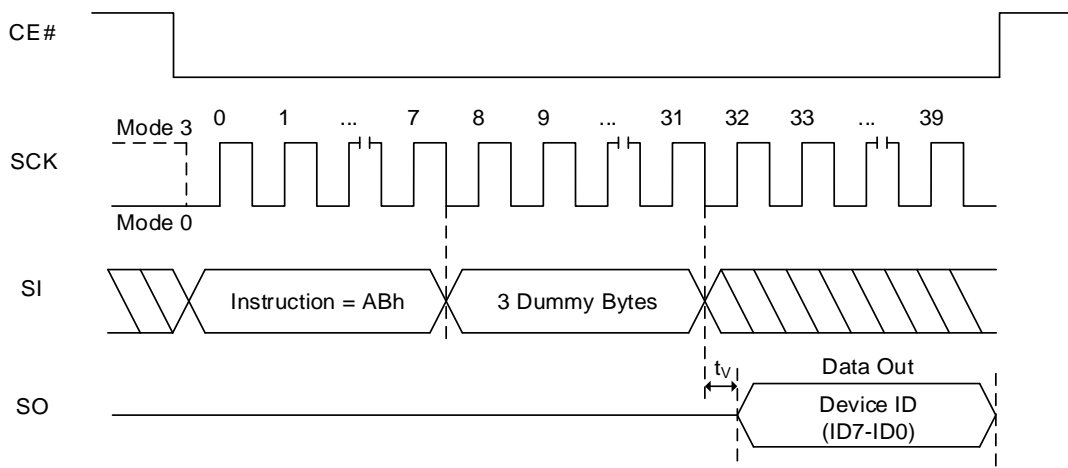 CE#
Mode 3
0 1 ... 7 8 9 ... 31 32 33 ... 39
SCK
Mode 0
SI
Instruction = ABh
3 Dummy Bytes
tV
Data Out
SO
Device ID
(ID7-ID0)